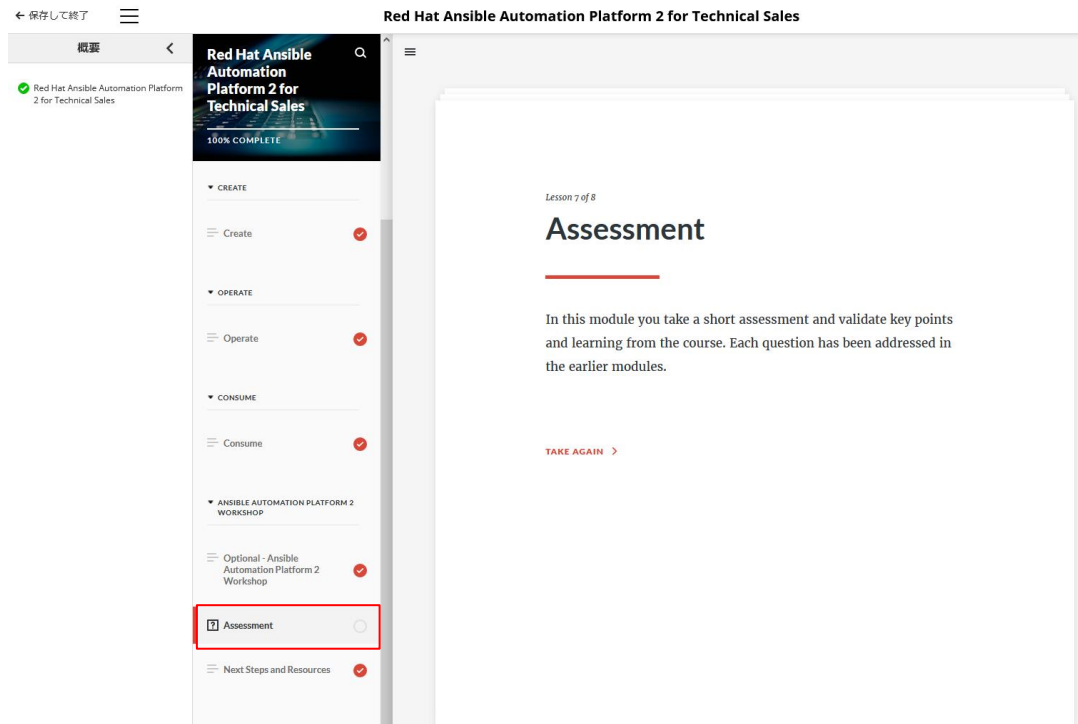 ← 保存して終了
Red Hat Ansible Automation Platform 2 for Technical Sales
概要
Red Hat Ansible Automation Platform
2 for Technical Sales
Red Hat Ansible
Automation
Platform 2 for
Technical Sales
100% COMPLETE
CREATE
Create
OPERATE
Operate
CONSUME
Consume
ANSIBLE AUTOMATION PLATFORM 2
WORKSHOP
Optional - Ansible
Automation Platform 2
Workshop
Assessment
Next Steps and Resources
Lesson 7 of 8
Assessment
In this module you take a short assessment and validate key points
and learning from the course. Each question has been addressed in
the earlier modules.
TAKE AGAIN